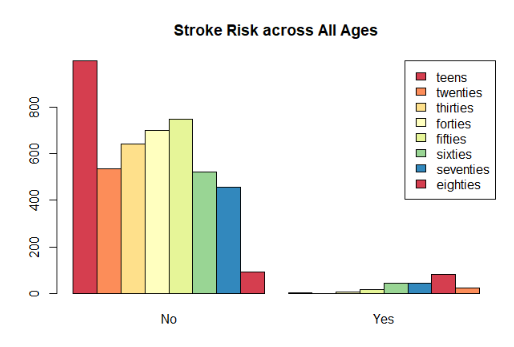 Stroke Risk across All Ages
800
600
400
200
0
teens
twenties
thirties
forties
fifties
sixties
seventies
eighties
No
Yes